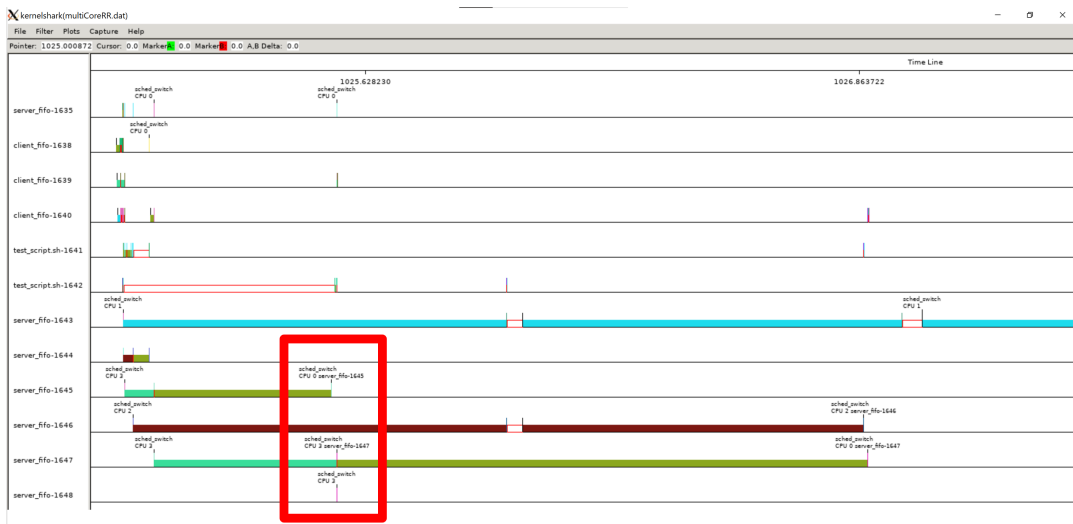 kernelshark(multiCoreRR.dat)
File Filter Plots Capture Help
Pointer: 1025.000872 Cursor: 0.0 MarkerA: 0.0 MarkerB: 0.0 A,B Delta: 0.0
Time Line
1025.628230 1026.863722
sched_switch
CPU 0
sched_switch
CPU 0
server_fifo-1635
sched_switch
CPU 0
client_fifo-1638
client_fifo-1639
client_fifo-1640
test_script.sh-1641
test_script.sh-1642
sched_switch
CPU 1
sched_switch
CPU 1
server_fifo-1643
server_fifo-1644
sched_switch
CPU 3
sched_switch
CPU 0 server_fifo-1645
server_fifo-1645
sched_switch
CPU 2
sched_switch
CPU 2 server_fifo-1646
server_fifo-1646
sched_switch
CPU 3
sched_switch
CPU 3 server_fifo-1647
sched_switch
CPU 0 server_fifo-1647
server_fifo-1647
sched_switch
CPU 3
server_fifo-1648